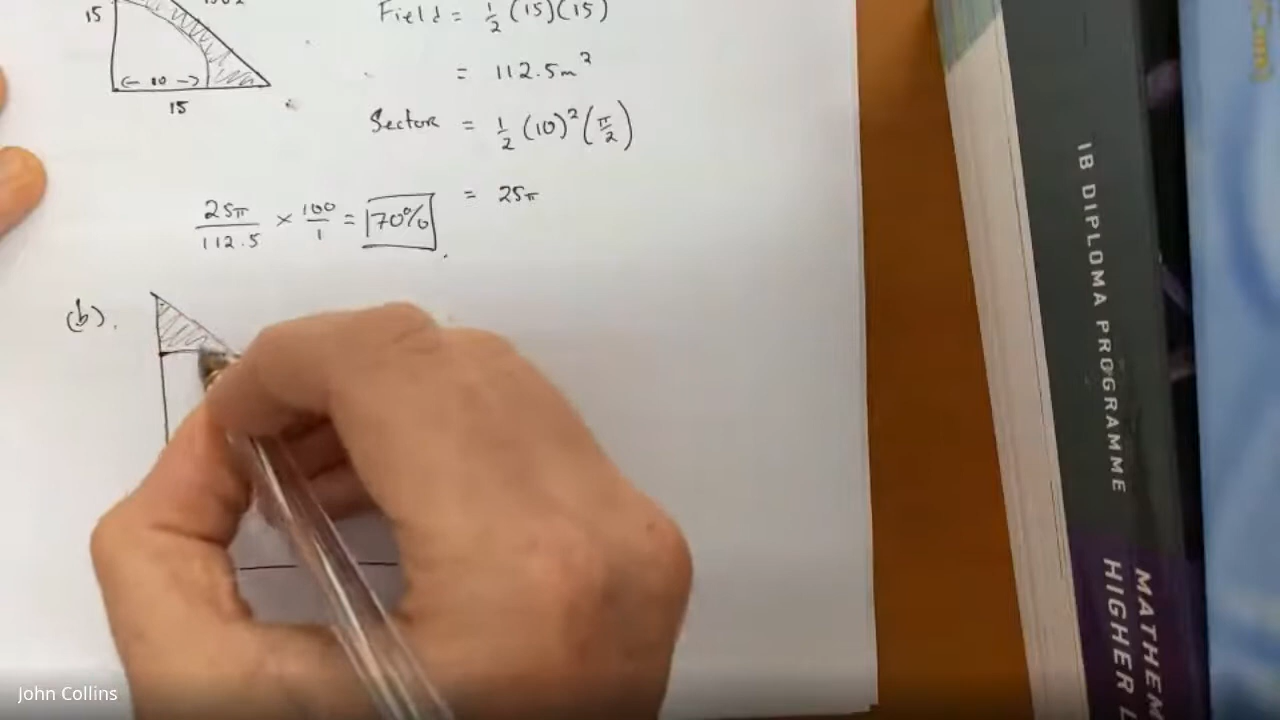 15
Field = 1/2 (15)(15)
← 10 →
= 112.5m²
15
Sector = 1/2 (10)² (π/2)
= 25π
25π/112.5 × 100/1 = 70%
(b).
IB DIPLOMA PROGRAMME
MATHEM
HIGHER L
John Collins